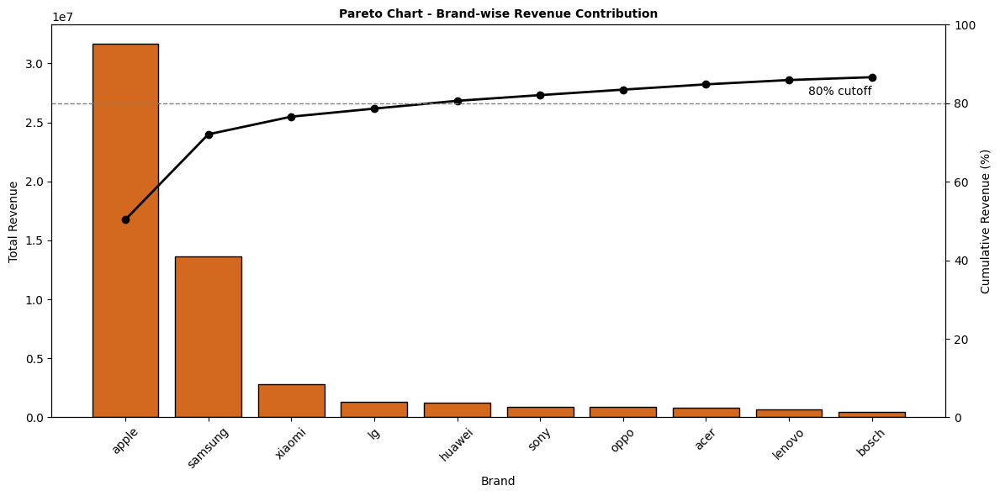 Pareto Chart - Brand-wise Revenue Contribution
1e7
3.0
2.5
2.0
1.5
1.0
0.5
0.0
Total Revenue
100
80
60
40
20
0
Cumulative Revenue (%)
80% cutoff
apple
samsung
xiaomi
lg
huawei
sony
oppo
acer
lenovo
bosch
Brand